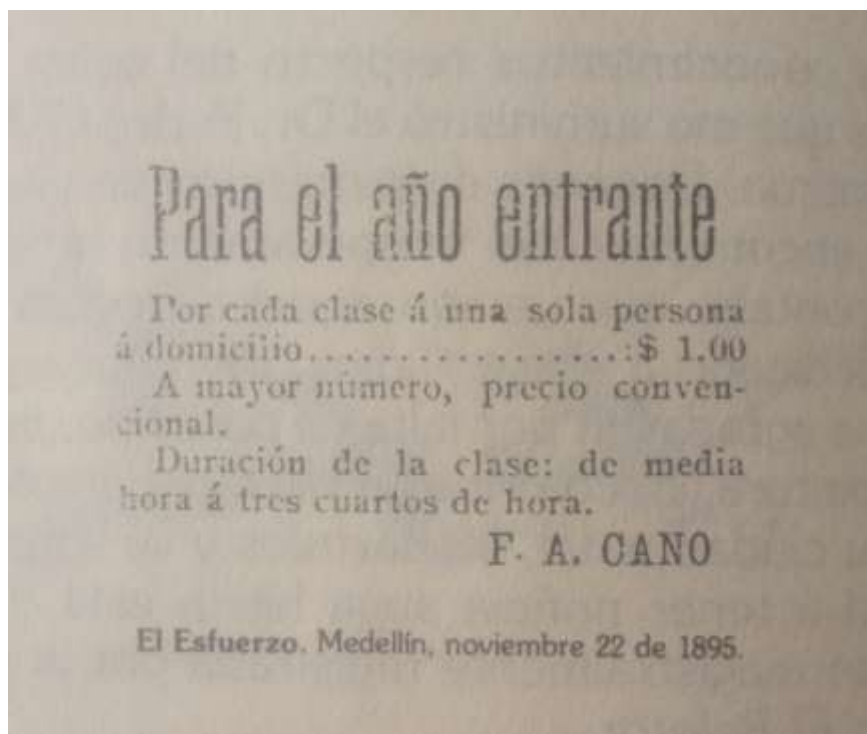 Para el año entrante
Por cada clase á una sola persona
á domicilio..................:$ 1.00
A mayor número, precio conven-
cional.
Duración de la clase: de media
hora á tres cuartos de hora.
F. A. CANO
El Esfuerzo. Medellín, noviembre 22 de 1895.